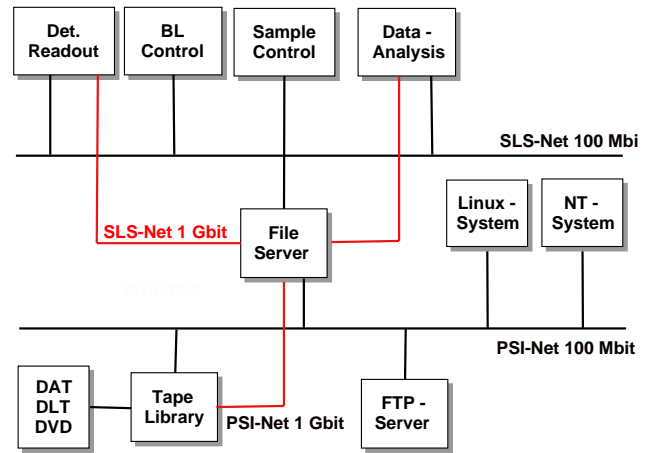 Det.
Readout
BL
Control
Sample
Control
Data -
Analysis
SLS-Net 100 Mbi
Linux -
System
NT -
System
SLS-Net 1 Gbit
File
Server
PSI-Net 100 Mbit
DAT
DLT
DVD
Tape
Library
PSI-Net 1 Gbit
FTP -
Server